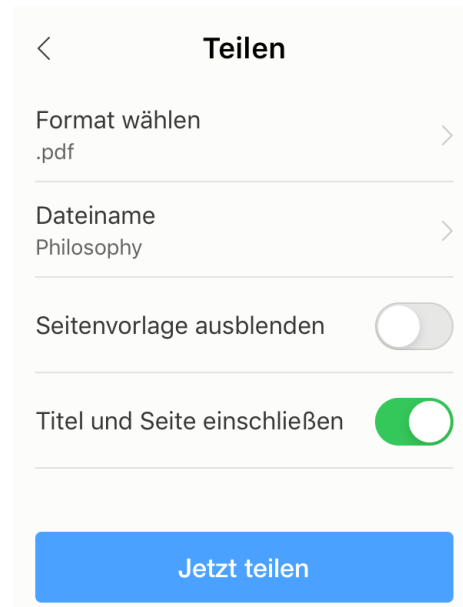 Teilen
Format wählen
.pdf
Dateiname
Philosophy
Seitenvorlage ausblenden
Titel und Seite einschließen
Jetzt teilen